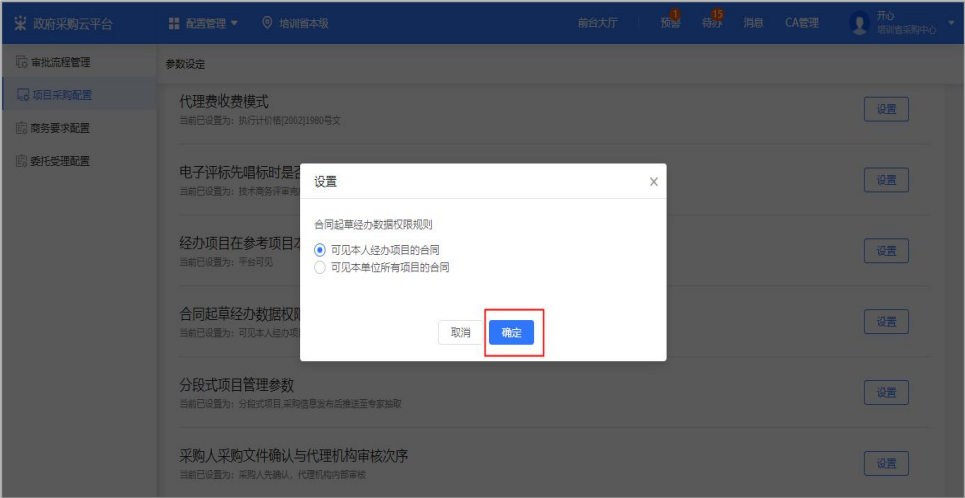 政府采购云平台
配置管理
培训省本级
前台大厅
预警
1
待办
15
消息
CA管理
开心
培训省采购中心
审批流程管理
项目采购配置
商务要求配置
委托受理配置
参数设定
代理费收费模式
当前已设置为：执行计价格[2002]1980号文
设置
电子评标先唱标时是否
当前已设置为：技术商务评审完
设置
经办项目在参考项目本
当前已设置为：平台可见
设置
合同起草经办数据权限
当前已设置为：可见本人经办项
设置
分段式项目管理参数
当前已设置为：分段式项目,采购信息发布后推送至专家抽取
设置
采购人采购文件确认与代理机构审核次序
当前已设置为：采购人先确认、代理机构内部审核
设置
设置
合同起草经办数据权限规则
可见本人经办项目的合同
可见本单位所有项目的合同
取消
确定